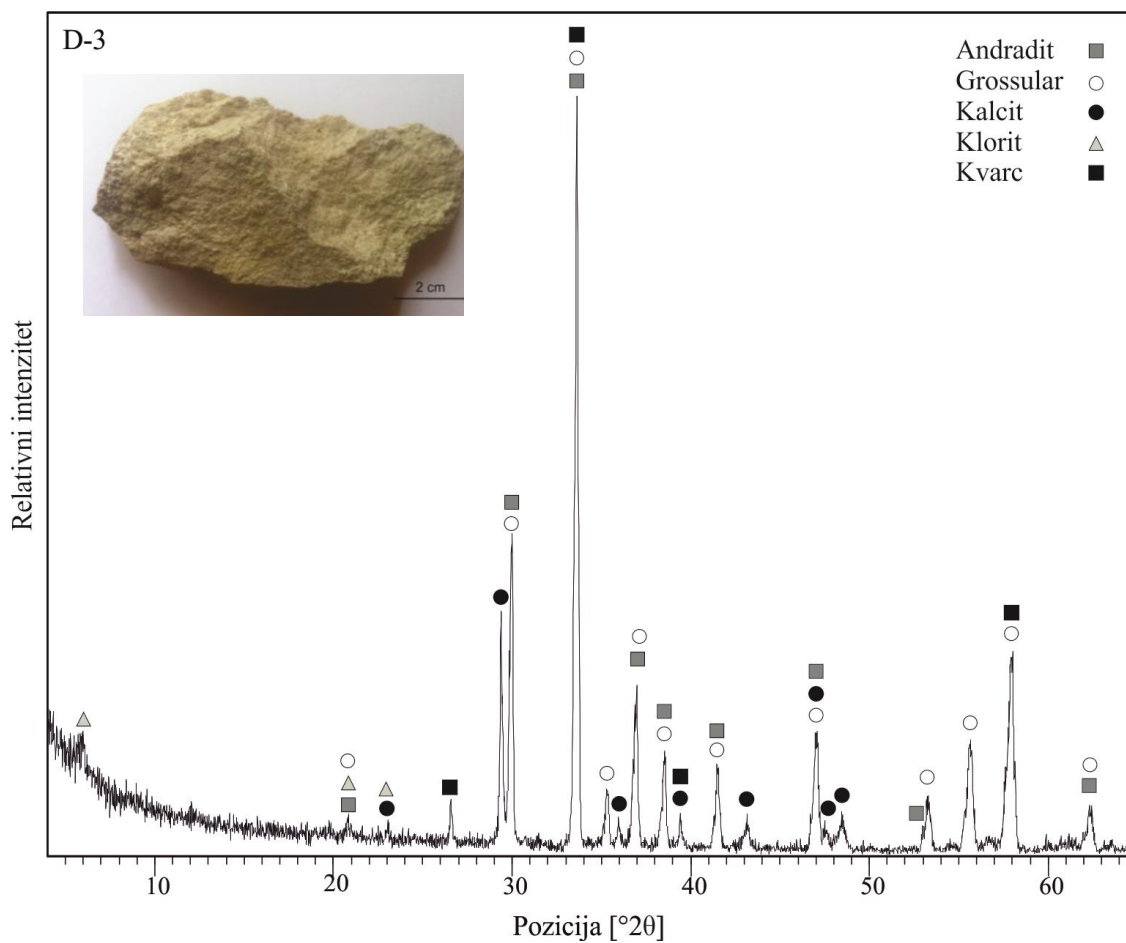 D-3
2 cm
Andradit
Grossular
Kalcit
Klorit
Kvarc
Relativni intenzitet
10 20 30 40 50 60
Pozicija [°2θ]